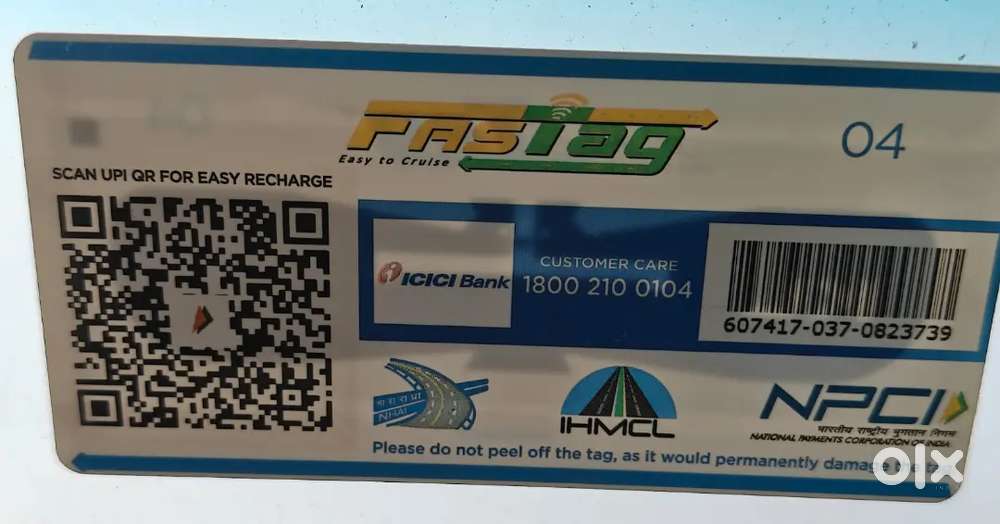 FASTag
Easy to Cruise
04
SCAN UPI QR FOR EASY RECHARGE
ICICI Bank
CUSTOMER CARE
1800 210 0104
607417-037-0823739
NHAI
IHMCL
NPCI
भारतीय राष्ट्रीय भुगतान निगम
NATIONAL PAYMENTS CORPORATION OF INDIA
Please do not peel off the tag, as it would permanently damage the tag
olx